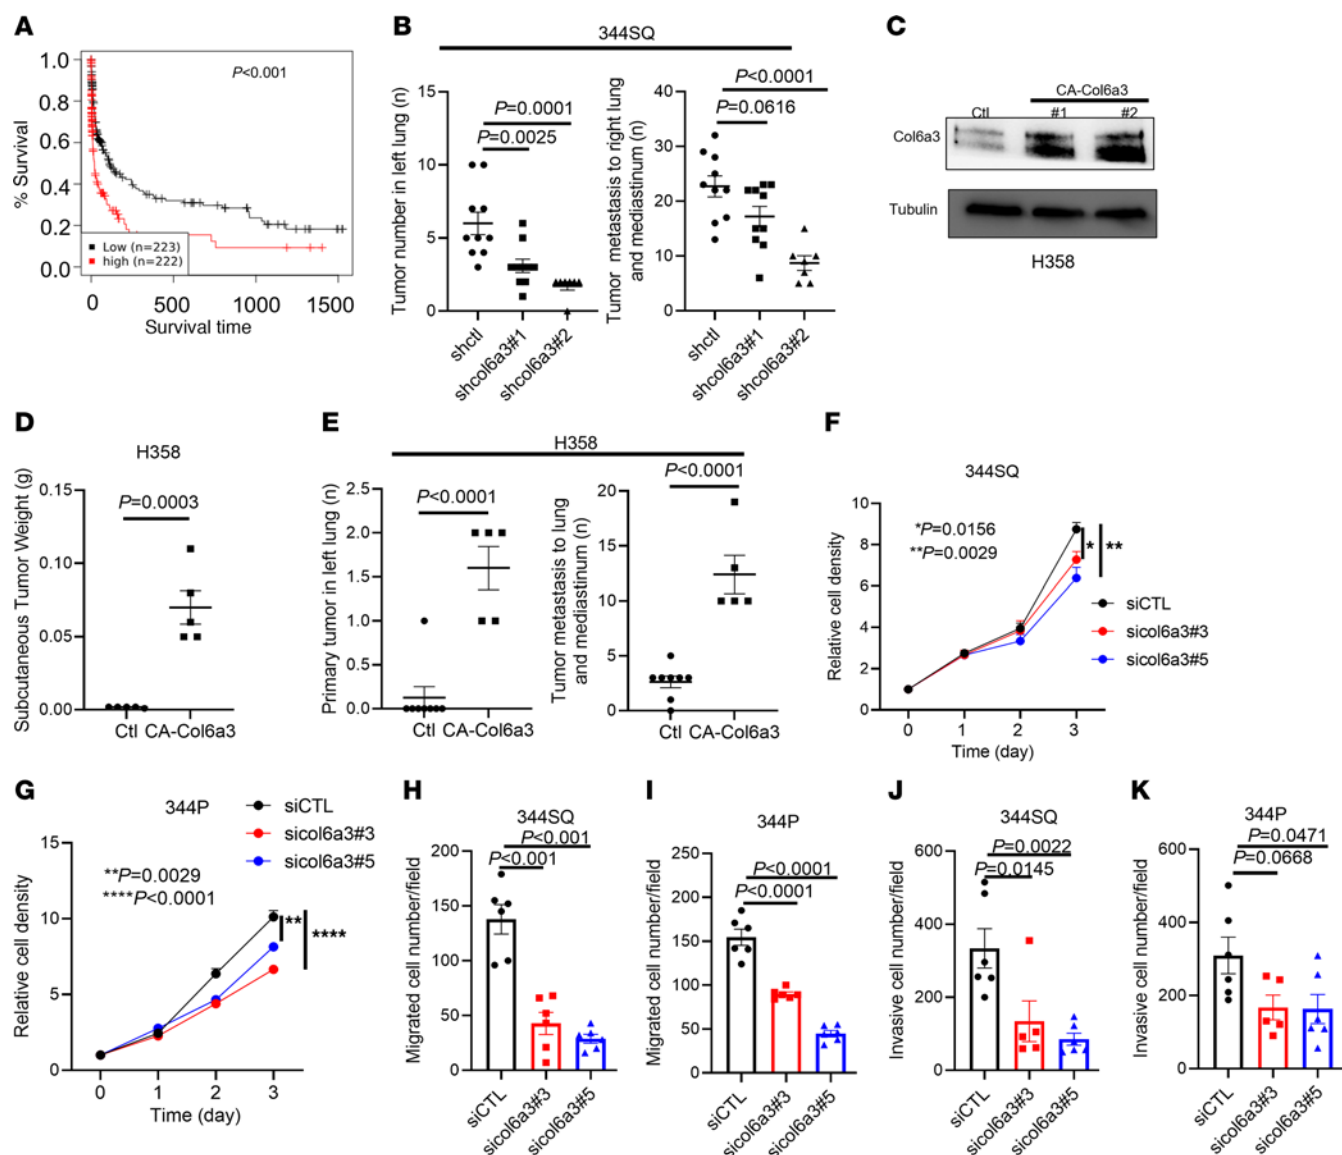 A
% Survival
1.0
0.8
0.6
0.4
0.2
0.0
P<0.001
Low (n=223)
high (n=222)
0
500
1000
1500
Survival time
B
344SQ
Tumor number in left lung (n)
15
10
5
0
P=0.0001
P=0.0025
shctl
shcol6a3#1
shcol6a3#2
Tumor metastasis to right lung
and mediastinum (n)
40
30
20
10
0
P<0.0001
P=0.0616
shctl
shcol6a3#1
shcol6a3#2
C
CA-Col6a3
Ctl
#1
#2
Col6a3
Tubulin
H358
D
H358
Subcutaneous Tumor Weight (g)
0.15
0.10
0.05
0.00
P=0.0003
Ctl
CA-Col6a3
E
H358
Primary tumor in left lung (n)
2.5
2.0
1.5
1.0
0.5
0.0
P<0.0001
Ctl
CA-Col6a3
Tumor metastasis to lung
and mediastinum (n)
20
15
10
5
0
P<0.0001
Ctl
CA-Col6a3
F
344SQ
Relative cell density
10
8
6
4
2
0
*P=0.0156
**P=0.0029
*
**
siCTL
sicol6a3#3
sicol6a3#5
0
1
2
3
Time (day)
G
344P
siCTL
sicol6a3#3
sicol6a3#5
Relative cell density
15
10
5
0
**P=0.0029
****P<0.0001
**
****
0
1
2
3
Time (day)
H
344SQ
Migrated cell number/field
200
150
100
50
0
P<0.001
P<0.001
siCTL
sicol6a3#3
sicol6a3#5
I
344P
Migrated cell number/field
250
200
150
100
50
0
P<0.0001
P<0.0001
siCTL
sicol6a3#3
sicol6a3#5
J
344SQ
Invasive cell number/field
600
400
200
0
P=0.0022
P=0.0145
siCTL
sicol6a3#3
sicol6a3#5
K
344P
Invasive cell number/field
600
400
200
0
P=0.0471
P=0.0668
siCTL
sicol6a3#3
sicol6a3#5